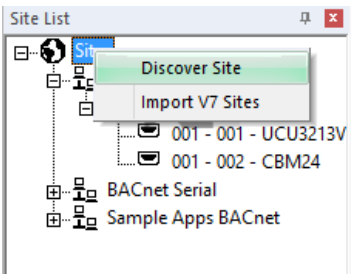 Site List
Site
Discover Site
Import V7 Sites
001 - 001 - UCU3213V
001 - 002 - CBM24
BACnet Serial
Sample Apps BACnet